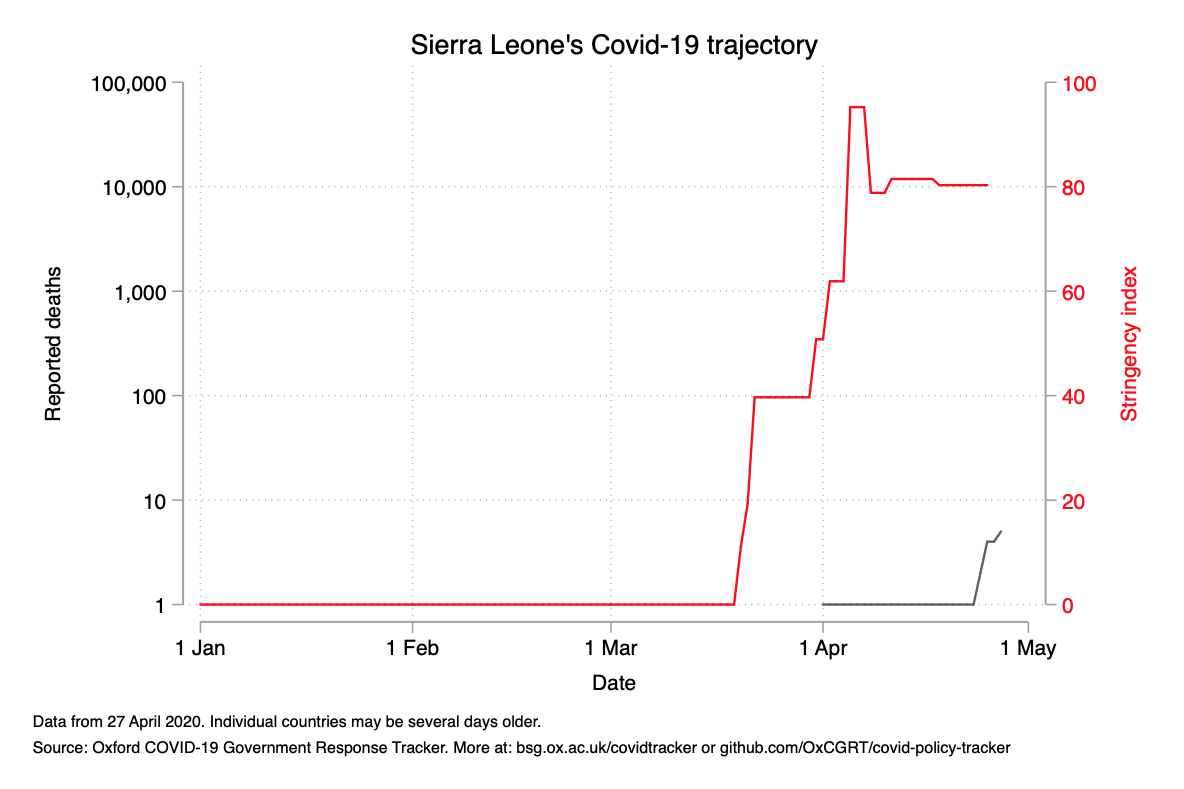 Sierra Leone's Covid-19 trajectory
100,000
10,000
1,000
100
10
1
Reported deaths
100
80
60
40
20
0
Stringency index
1 Jan
1 Feb
1 Mar
1 Apr
1 May
Date
Data from 27 April 2020. Individual countries may be several days older.
Source: Oxford COVID-19 Government Response Tracker. More at: bsg.ox.ac.uk/covidtracker or github.com/OxCGRT/covid-policy-tracker